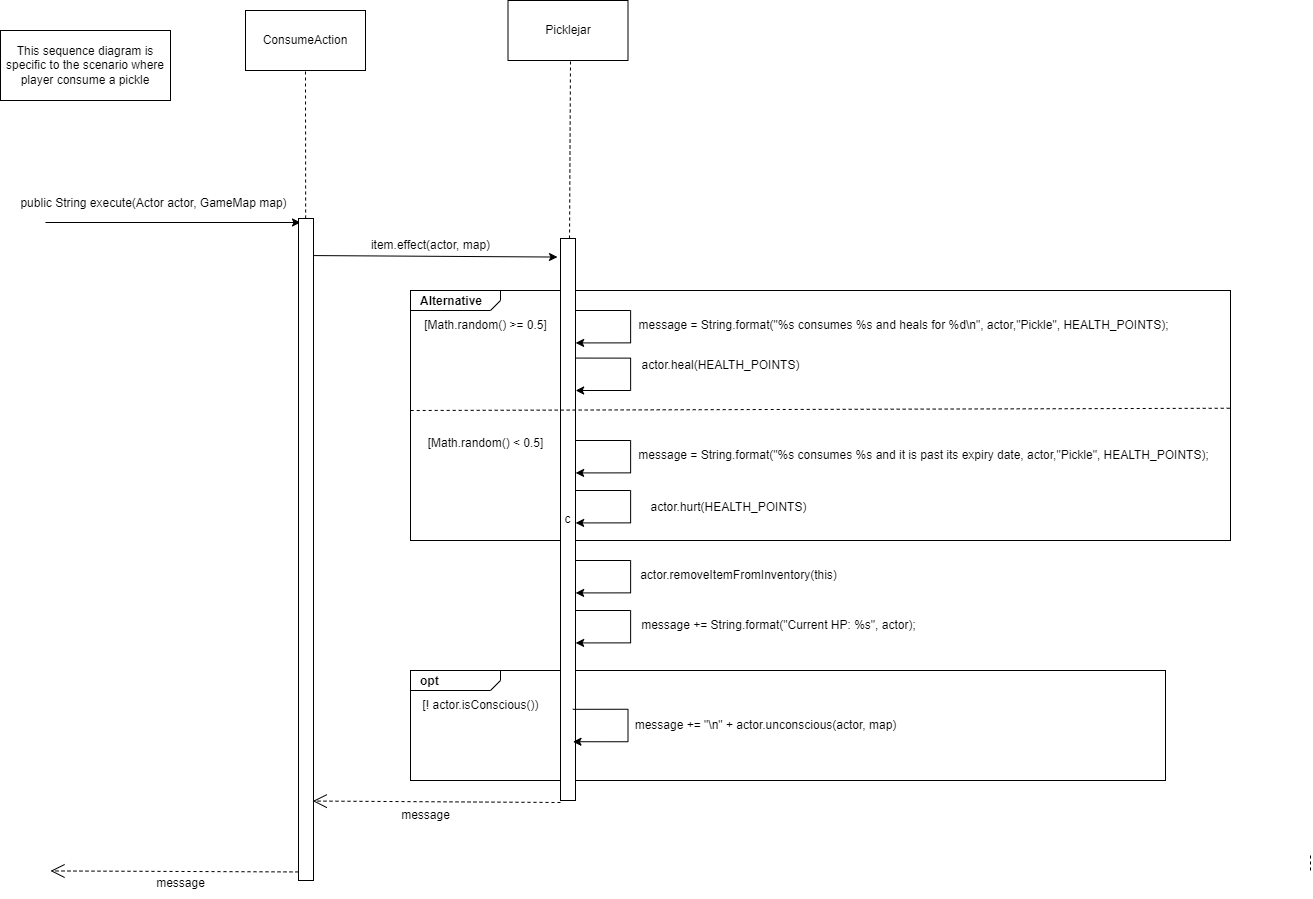 Picklejar
ConsumeAction
This sequence diagram is
specific to the scenario where
player consume a pickle
public String execute(Actor actor, GameMap map)
item.effect(actor, map)
Alternative
[Math.random() >= 0.5]
message = String.format("%s consumes %s and heals for %d\n", actor,"Pickle", HEALTH_POINTS);
actor.heal(HEALTH_POINTS)
[Math.random() < 0.5]
message = String.format("%s consumes %s and it is past its expiry date, actor,"Pickle", HEALTH_POINTS);
actor.hurt(HEALTH_POINTS)
c
actor.removeItemFromInventory(this)
message += String.format("Current HP: %s", actor);
opt
[! actor.isConscious())
message += "\n" + actor.unconscious(actor, map)
message
message